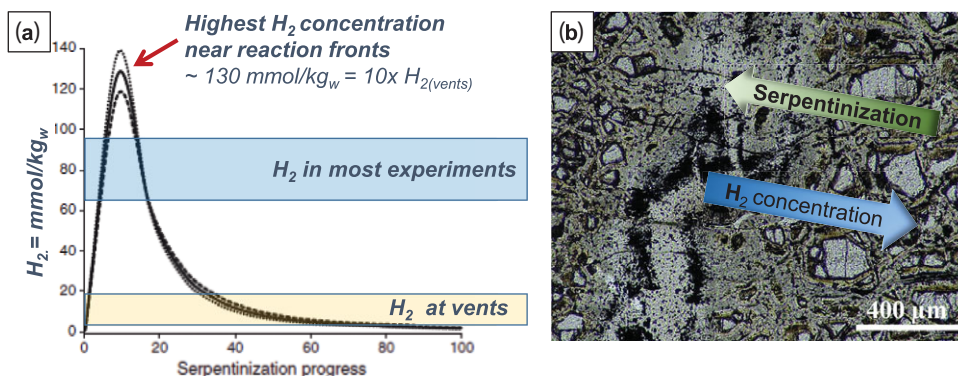 (a)
Highest H₂ concentration
near reaction fronts
~ 130 mmol/kgw = 10x H₂(vents)
H₂. = mmol/kgw
140
120
100
80
60
40
20
0
H₂ in most experiments
H₂ at vents
0 20 40 60 80 100
Serpentinization progress
(b)
Serpentinization
H₂ concentration
400 µm